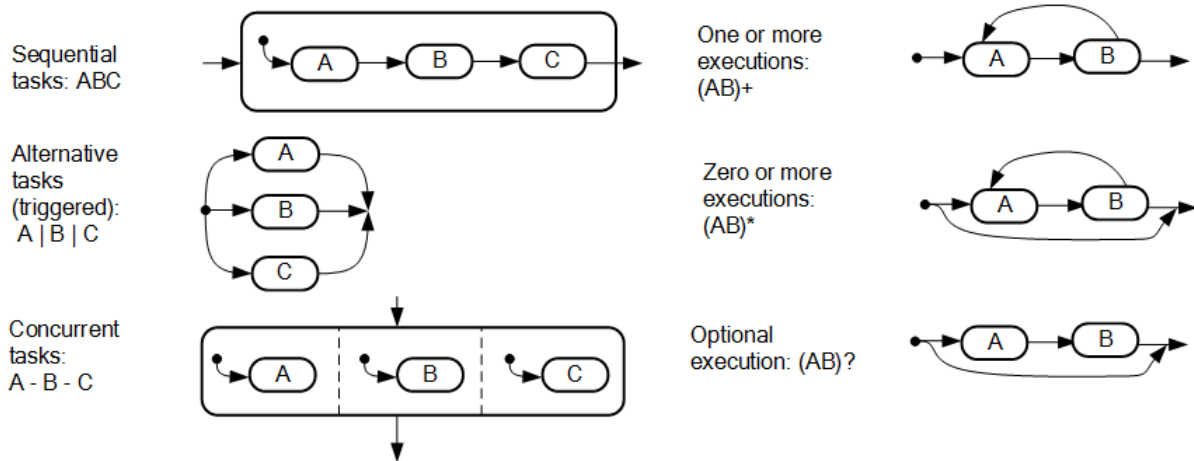 Sequential
tasks: ABC
A
B
C
Alternative
tasks
(triggered):
A | B | C
A
B
C
Concurrent
tasks:
A - B - C
A
B
C
One or more
executions:
(AB)+
A
B
Zero or more
executions:
(AB)*
A
B
Optional
execution: (AB)?
A
B